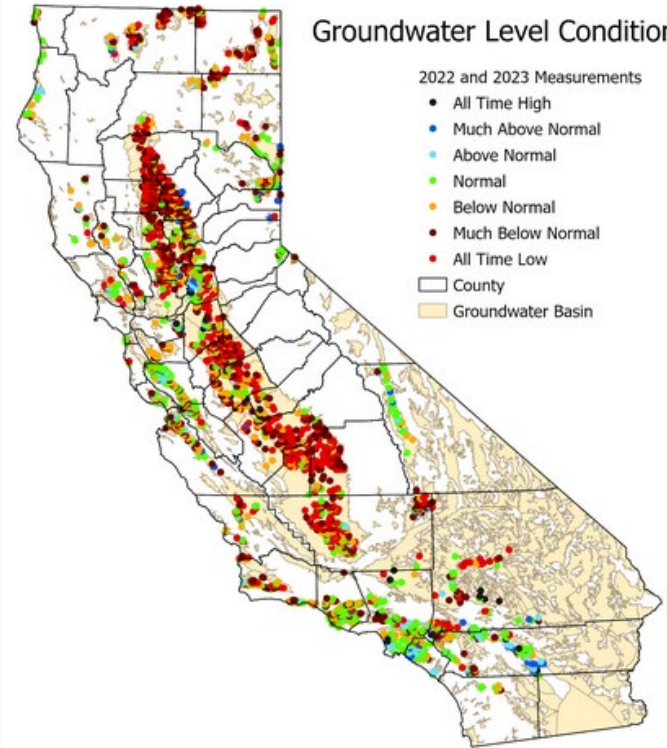 Groundwater Level Condition
2022 and 2023 Measurements
All Time High
Much Above Normal
Above Normal
Normal
Below Normal
Much Below Normal
All Time Low
County
Groundwater Basin